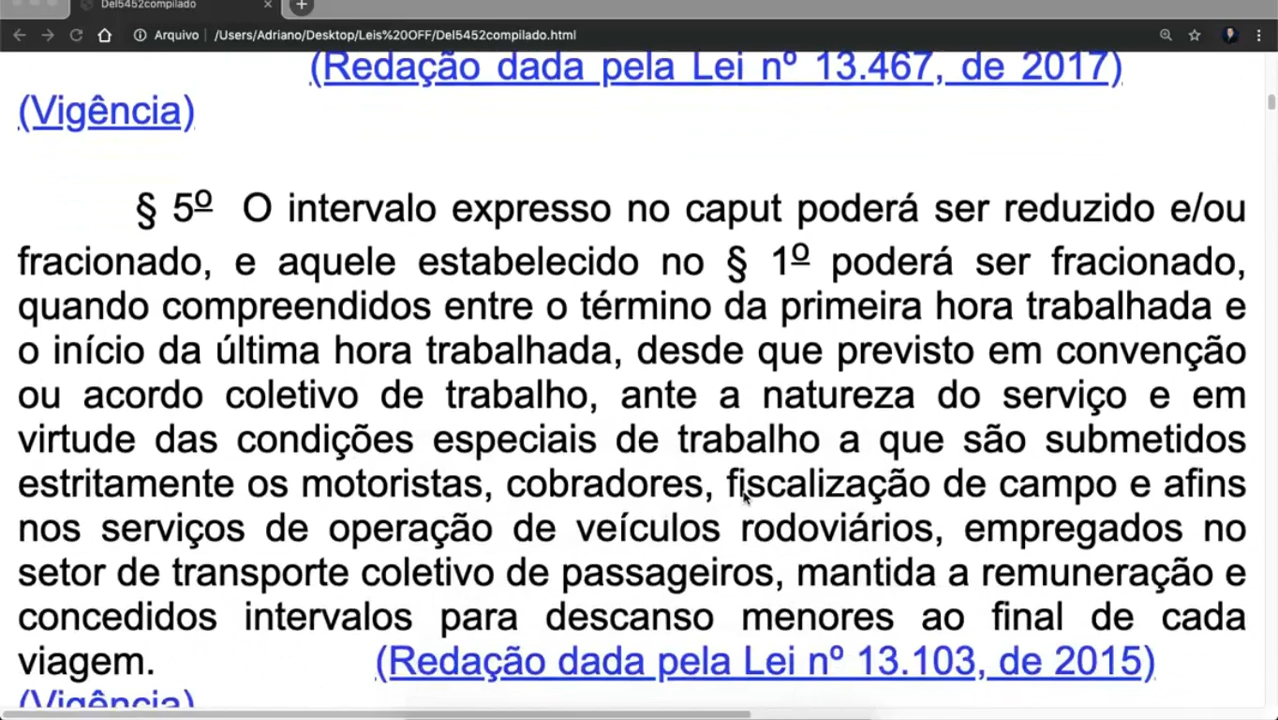 Del5452compilado
Arquivo | /Users/Adriano/Desktop/Leis%20OFF/Del5452compilado.html
(Redação dada pela Lei nº 13.467, de 2017)
(Vigência)
§ 5º O intervalo expresso no caput poderá ser reduzido e/ou
fracionado, e aquele estabelecido no § 1º poderá ser fracionado,
quando compreendidos entre o término da primeira hora trabalhada e
o início da última hora trabalhada, desde que previsto em convenção
ou acordo coletivo de trabalho, ante a natureza do serviço e em
virtude das condições especiais de trabalho a que são submetidos
estritamente os motoristas, cobradores, fiscalização de campo e afins
nos serviços de operação de veículos rodoviários, empregados no
setor de transporte coletivo de passageiros, mantida a remuneração e
concedidos intervalos para descanso menores ao final de cada
viagem. (Redação dada pela Lei nº 13.103, de 2015)
(Vigência)